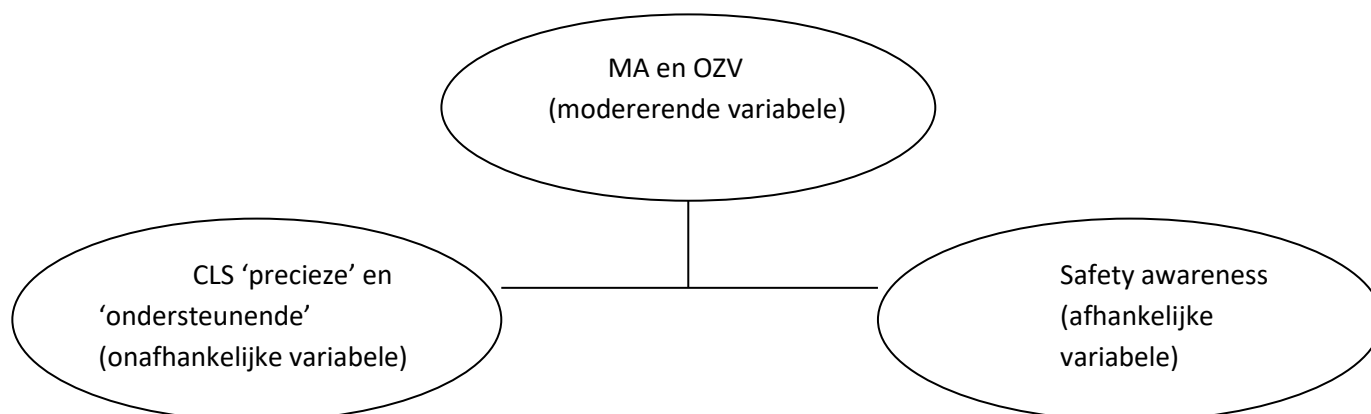 MA en OZV
(modererende variabele)
CLS ‘precieze’ en
‘ondersteunende’
(onafhankelijke variabele)
Safety awareness
(afhankelijke
variabele)